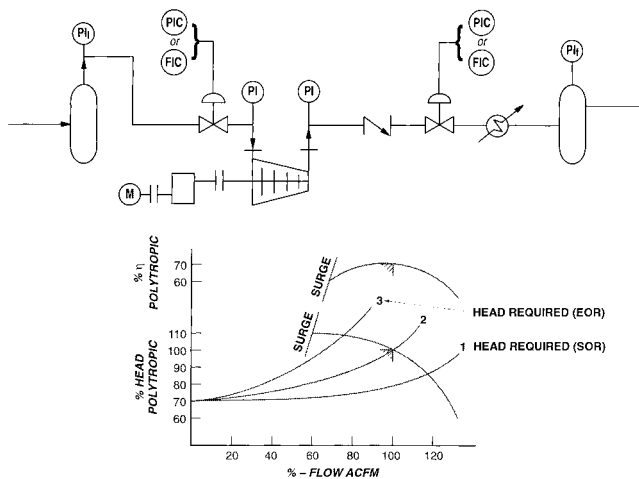 PIC
or
FIC
PIC
or
FIC
PI₁
PI
PI
PI_f
M
% η
POLYTROPIC
70
60
SURGE
SURGE
3
HEAD REQUIRED (EOR)
2
1 HEAD REQUIRED (SOR)
% HEAD
POLYTROPIC
110
100
90
80
70
60
20
40
60
80
100
120
% – FLOW ACFM